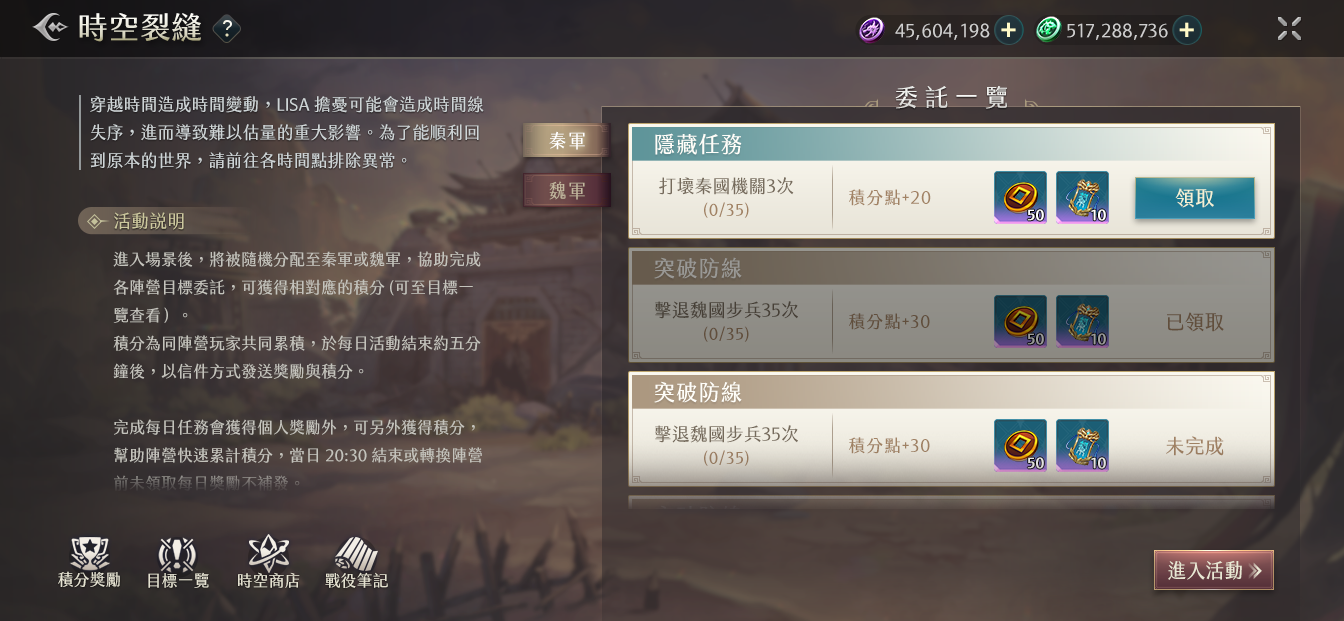 時空裂縫 ?
45,604,198 +
517,288,736 +
穿越時間造成時間變動，LISA 擔憂可能會造成時間線
失序，進而導致難以估量的重大影響。為了能順利回
到原本的世界，請前往各時間點排除異常。
活動説明
進入場景後，將被隨機分配至秦軍或魏軍，協助完成
各陣營目標委託，可獲得相對應的積分 (可至目標一
覽查看) 。
積分為同陣營玩家共同累積，於每日活動結束約五分
鐘後，以信件方式發送獎勵與積分。
完成每日任務會獲得個人獎勵外，可另外獲得積分，
幫助陣營快速累計積分，當日 20:30 結束或轉換陣營
前未領取每日獎勵不補發。
積分獎勵
目標一覽
時空商店
戰役筆記
秦軍
魏軍
委託一覽
隱藏任務
打壞秦國機關3次
(0/35)
積分點+20
50
10
領取
突破防線
擊退魏國步兵35次
(0/35)
積分點+30
50
10
已領取
突破防線
擊退魏國步兵35次
(0/35)
積分點+30
50
10
未完成
進入活動